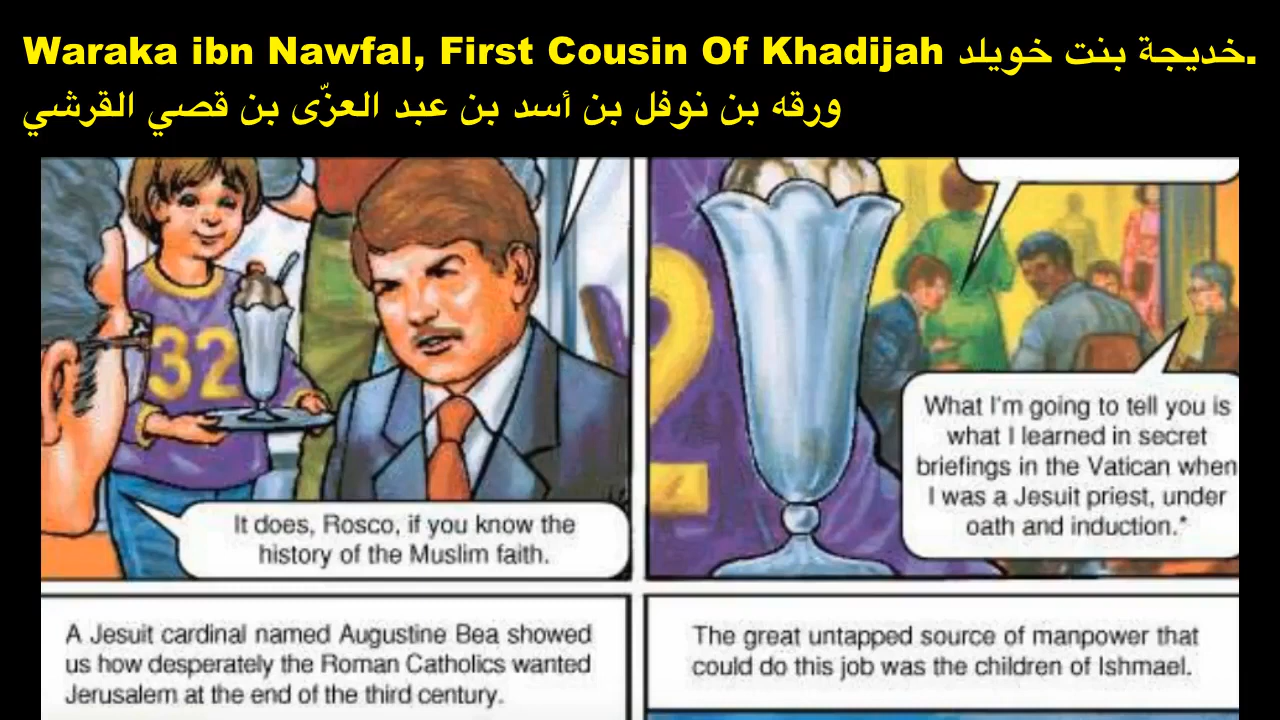 Waraka ibn Nawfal, First Cousin Of Khadijah خديجة بنت خويلد.
ورقه بن نوفل بن أسد بن عبد العزّى بن قصي القرشي
32
It does, Rosco, if you know the
history of the Muslim faith.
2
What I'm going to tell you is
what I learned in secret
briefings in the Vatican when
I was a Jesuit priest, under
oath and induction.*
A Jesuit cardinal named Augustine Bea showed
us how desperately the Roman Catholics wanted
Jerusalem at the end of the third century.
The great untapped source of manpower that
could do this job was the children of Ishmael.